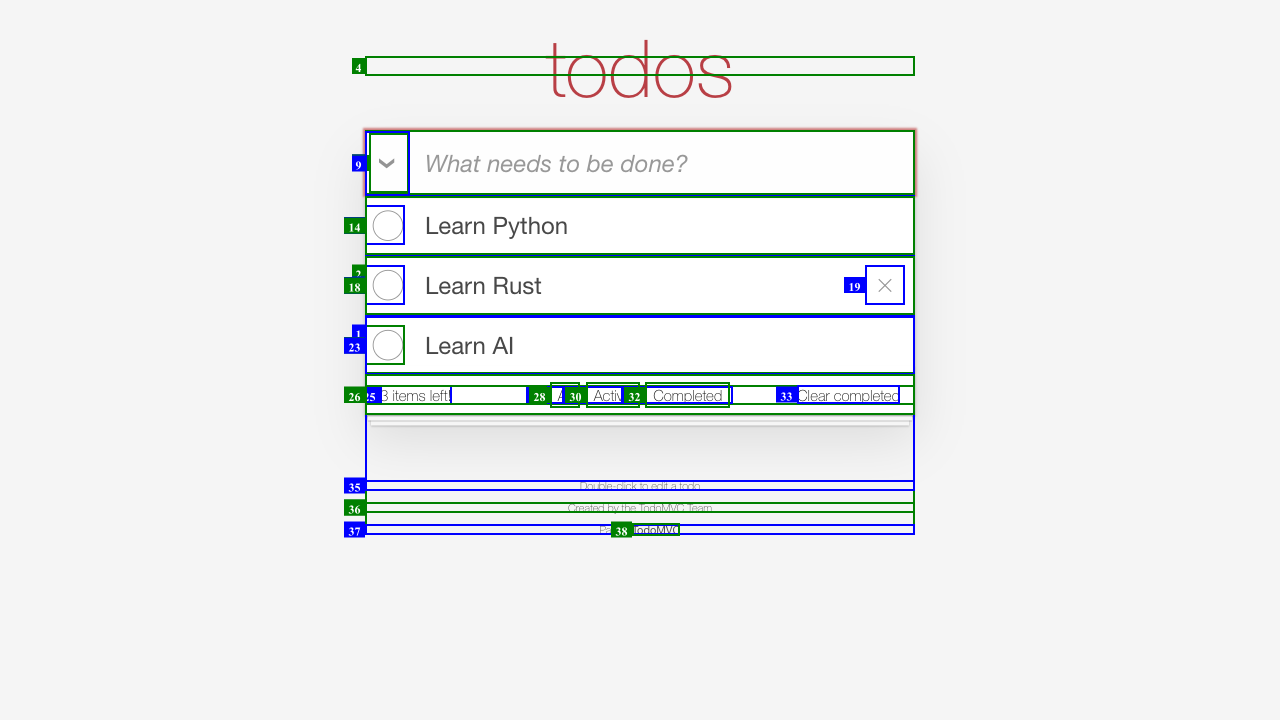 todos
4
9
What needs to be done?
14
Learn Python
2
18
Learn Rust
19
1
23
Learn AI
26
25
3 items left!
28
30
32
Completed
33
Clear completed
35
Double-click to edit a todo
36
Created by the TodoMVC Team
37
38
TodoMVC